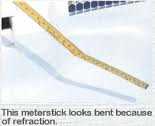 This meterstick looks bent because
of refraction.